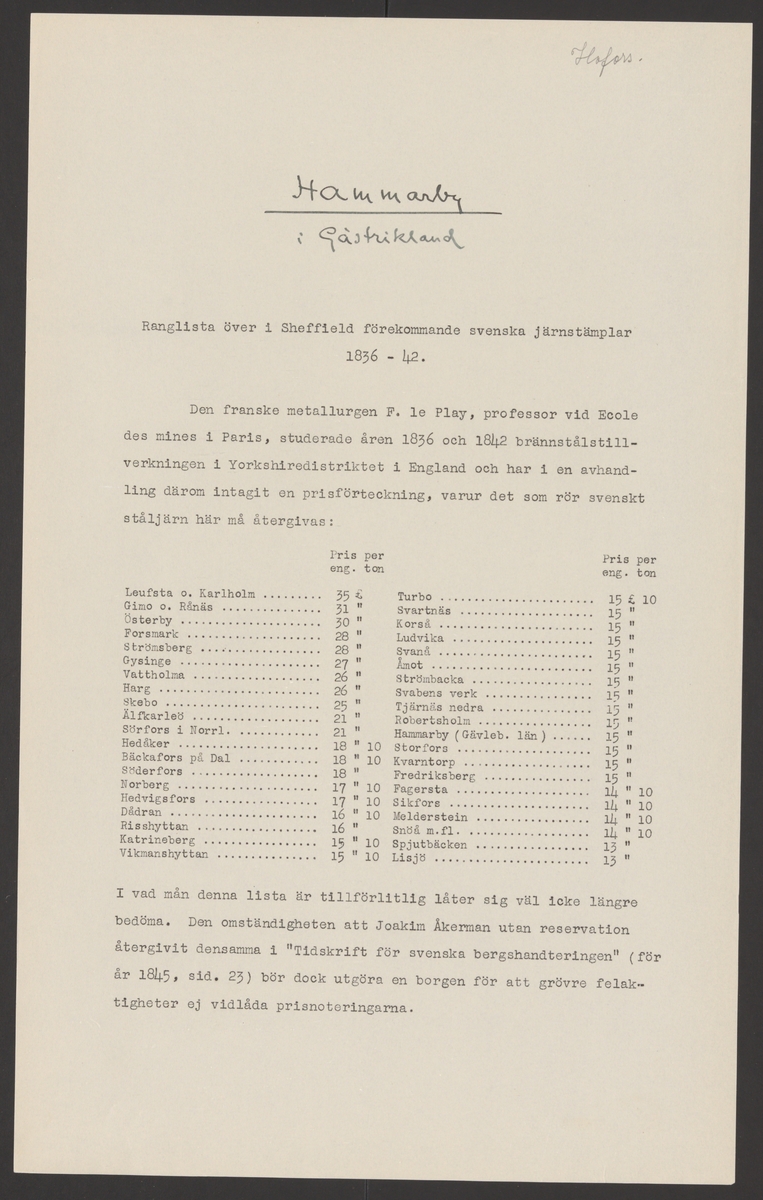 Hofors.
Hammarby
i Gästrikland
Ranglista över i Sheffield förekommande svenska järnstämplar
1836 - 42.
Den franske metallurgen F. le Play, professor vid Ecole
des mines i Paris, studerade åren 1836 och 1842 brännstålstill-
verkningen i Yorkshiredistriktet i England och har i en avhand-
ling därom intagit en prisförteckning, varur det som rör svenskt
ståljärn här må återgivas:
Pris per
eng. ton
Leufsta o. Karlholm ......... 35 £
Gimo o. Rånäs .............. 31 "
Österby .................... 30 "
Forsmark ................... 28 "
Strömsberg ................. 28 "
Gysinge .................... 27 "
Vattholma .................. 26 "
Harg ....................... 26 "
Skebo ...................... 25 "
Älfkarleö .................. 21 "
Sörfors i Norrl. ............ 21 "
Hedåker .................... 18 " 10
Bäckafors på Dal ............ 18 " 10
Söderfors .................. 18 "
Norberg .................... 17 " 10
Hedvigsfors ................ 17 " 10
Dådran ..................... 16 " 10
Risshyttan ................. 16 "
Katrineberg ................ 15 " 10
Vikmanshyttan ............... 15 " 10
Pris per
eng. ton
Turbo ...................... 15 £ 10
Svartnäs ................... 15 "
Korså ...................... 15 "
Ludvika .................... 15 "
Svanå ...................... 15 "
Åmot ....................... 15 "
Strömbacka ................. 15 "
Svabens verk ............... 15 "
Tjärnäs nedra .............. 15 "
Robertsholm ................ 15 "
Hammarby (Gävleb. län) ...... 15 "
Storfors ................... 15 "
Kvarntorp .................. 15 "
Fredriksberg ............... 15 "
Fagersta ................... 14 " 10
Sikfors .................... 14 " 10
Melderstein ................ 14 " 10
Snöå m.fl. ................. 14 " 10
Spjutbäcken ................ 13 "
Lisjö ...................... 13 "
I vad mån denna lista är tillförlitlig låter sig väl icke längre
bedöma. Den omständigheten att Joakim Åkerman utan reservation
återgivit densamma i "Tidskrift för svenska bergshandteringen" (för
år 1845, sid. 23) bör dock utgöra en borgen för att grövre felak-
tigheter ej vidlåda prisnoteringarna.